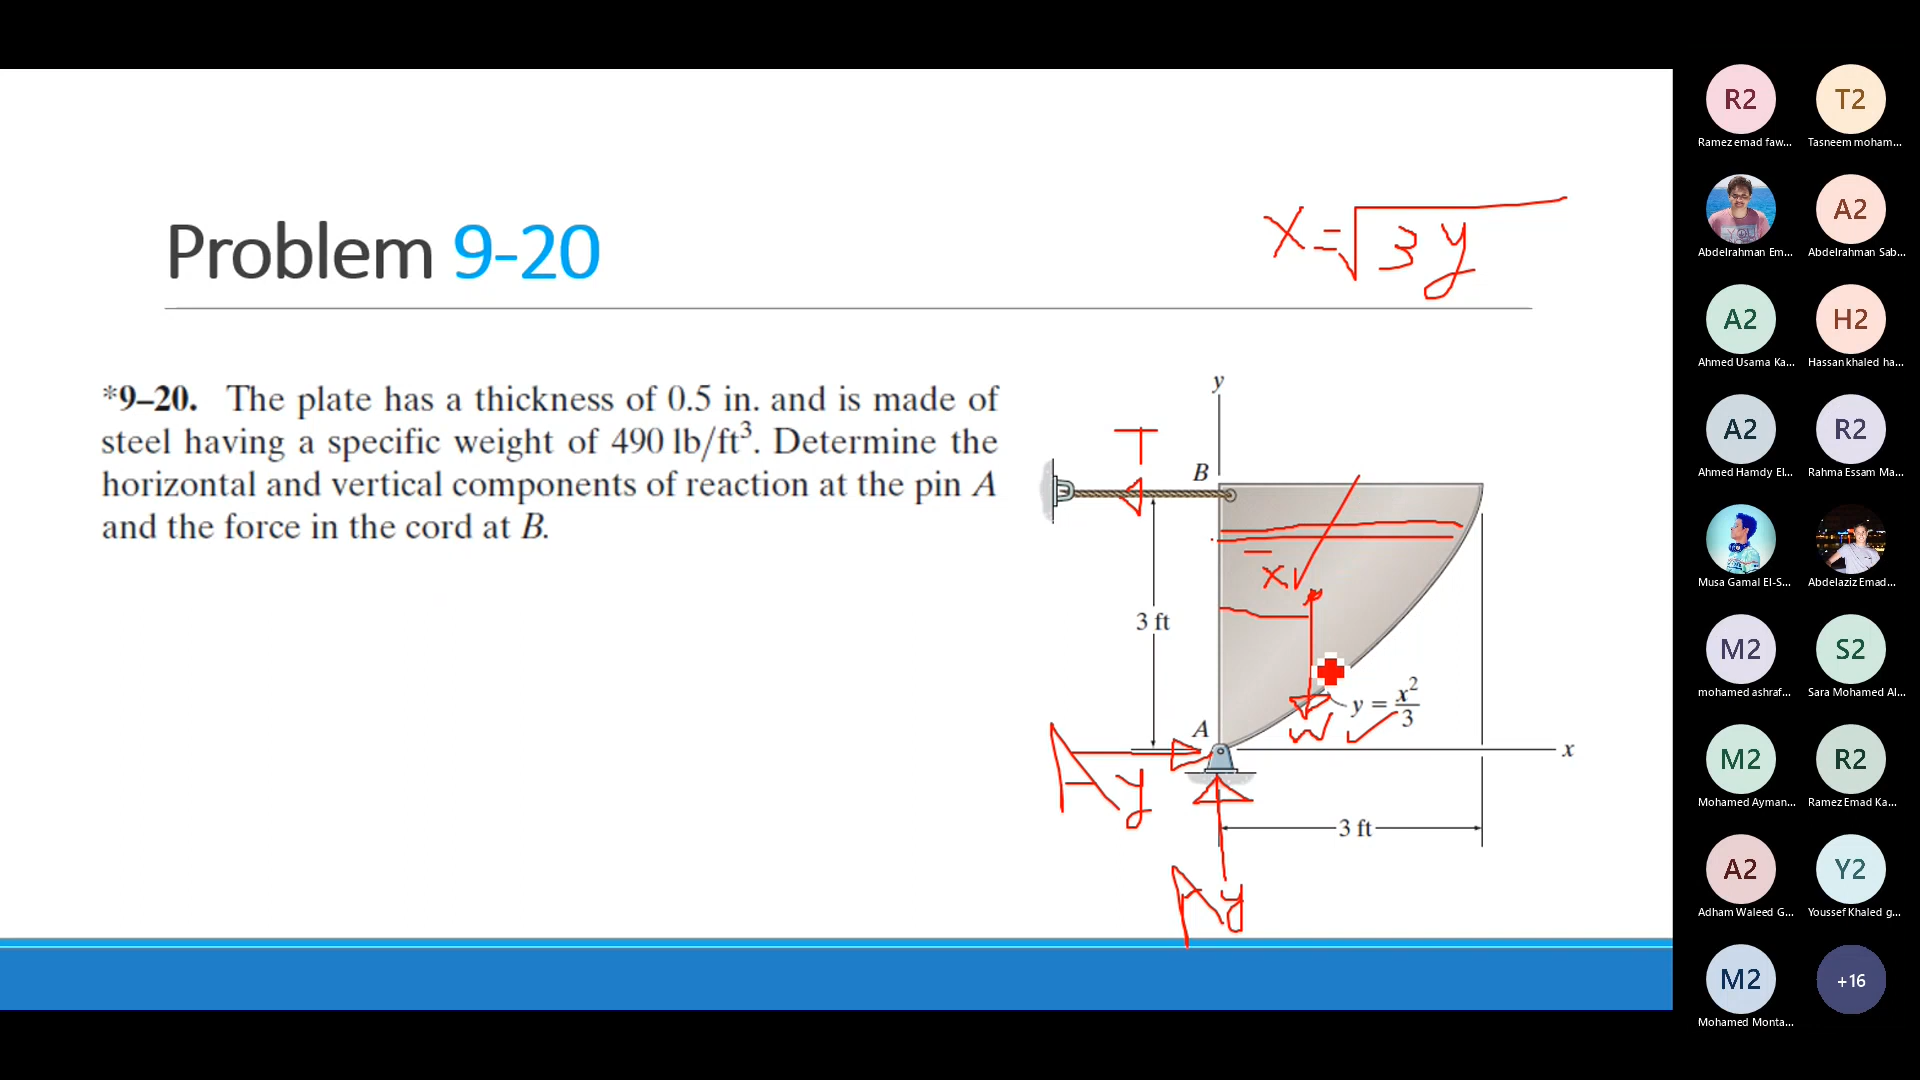 Problem 9-20
x = √3y
*9–20. The plate has a thickness of 0.5 in. and is made of
steel having a specific weight of 490 lb/ft³. Determine the
horizontal and vertical components of reaction at the pin A
and the force in the cord at B.
y
T
B
x
3 ft
y = x²/3
W
A
x
Ay
3 ft
Ay
R2
T2
Ramez emad faw...
Tasneem moham...
A2
Abdelrahman Em...
Abdelrahman Sab...
A2
H2
Ahmed Usama Ka...
Hassan khaled ha...
A2
R2
Ahmed Hamdy El...
Rahma Essam Ma...
Musa Gamal El-S...
Abdelaziz Emad...
M2
S2
mohamed ashraf...
Sara Mohamed Al...
M2
R2
Mohamed Ayman...
Ramez Emad Ka...
A2
Y2
Adham Waleed G...
Youssef Khaled g...
M2
+16
Mohamed Monta...